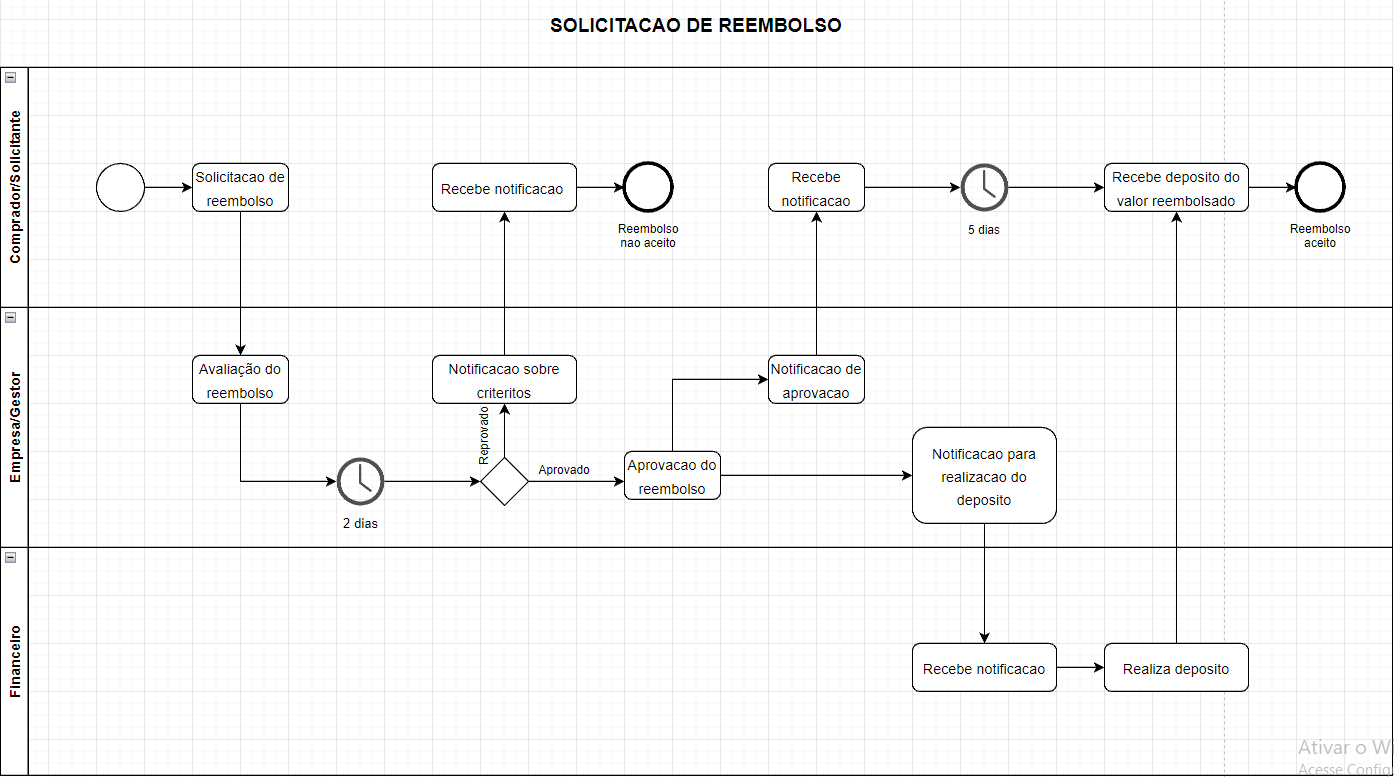 SOLICITACAO DE REEMBOLSO
Comprador/Solicitante
Solicitacao de
reembolso
Recebe notificacao
Reembolso
nao aceito
Recebe
notificacao
5 dias
Recebe deposito do
valor reembolsado
Reembolso
aceito
Empresa/Gestor
Avaliação do
reembolso
2 dias
Notificacao sobre
criteritos
Reprovado
Aprovado
Aprovacao do
reembolso
Notificacao de
aprovacao
Notificacao para
realizacao do
deposito
Financeiro
Recebe notificacao
Realiza deposito
Ativar o W
Acesse Config